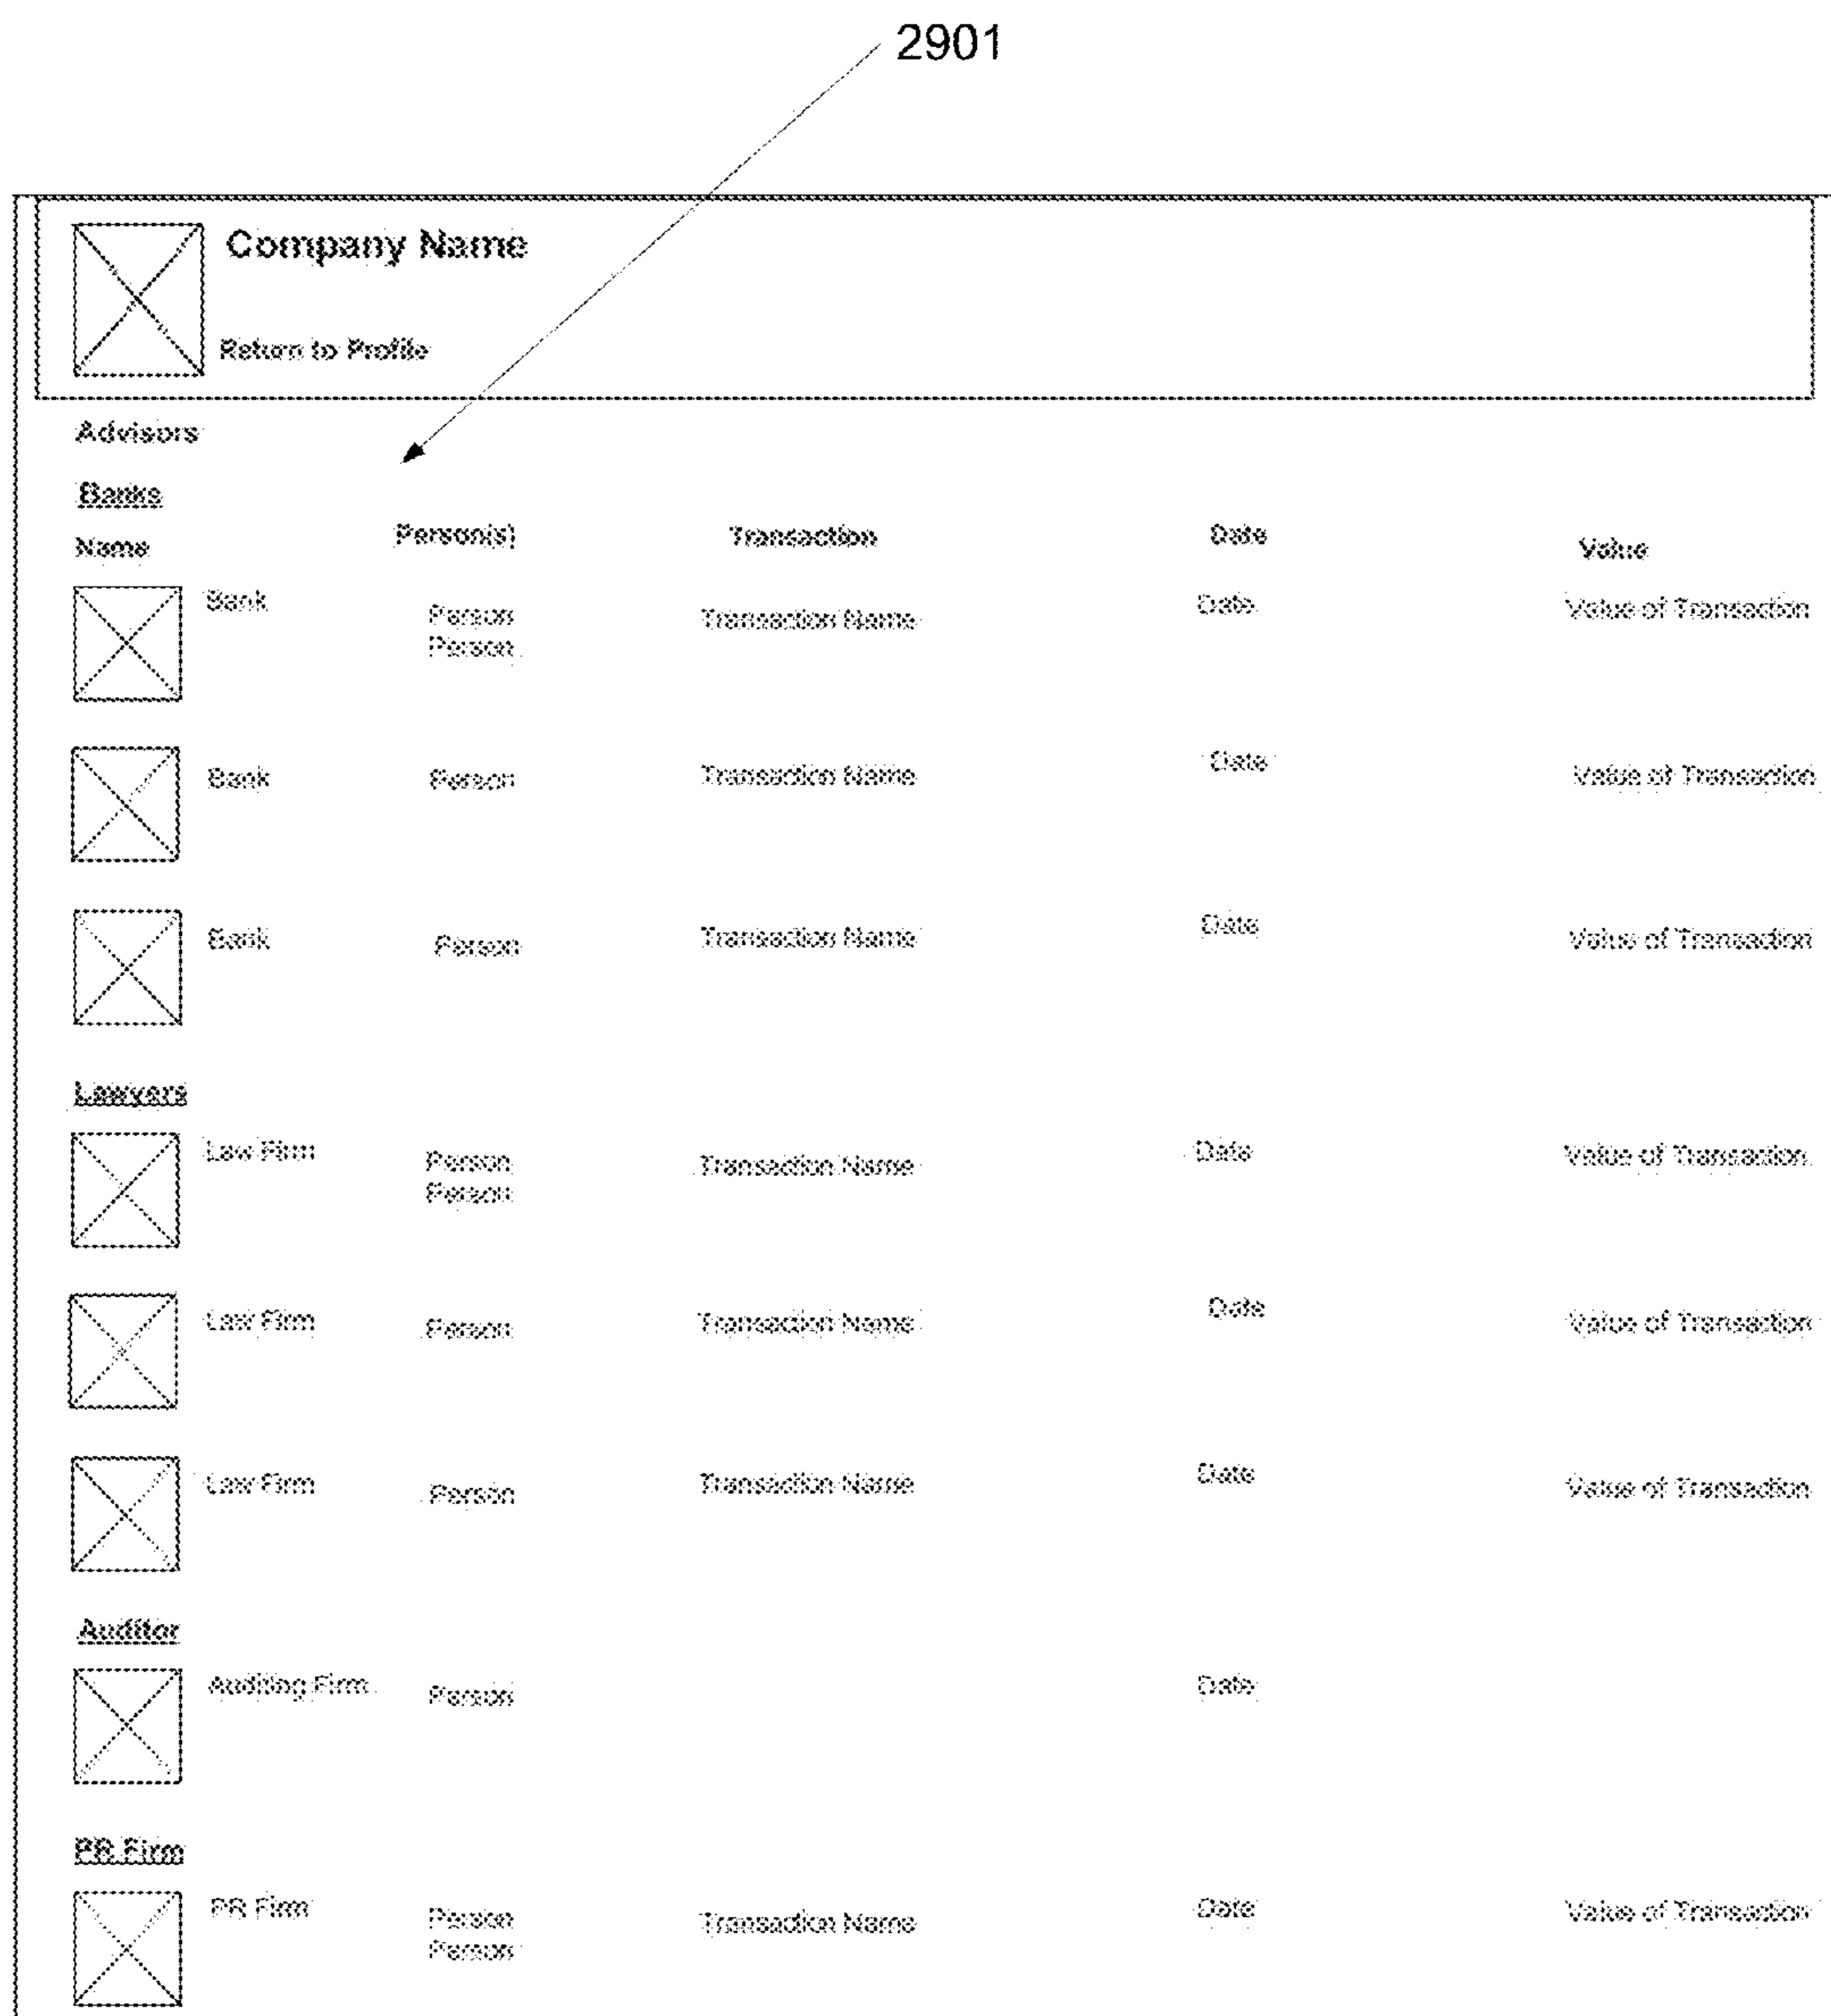 2901
Company Name
Return to Profile
Advisors
Banks
Name Person(s) Transaction Date Value
Bank Person Transaction Name Date Value of Transaction
Person
Bank Person Transaction Name Date Value of Transaction
Bank Person Transaction Name Date Value of Transaction
Lawyers
Law Firm Person Transaction Name Date Value of Transaction
Person
Law Firm Person Transaction Name Date Value of Transaction
Law Firm Person Transaction Name Date Value of Transaction
Auditor
Auditing Firm Person Date
PR Firm
PR Firm Person Transaction Name Date Value of Transaction
Person